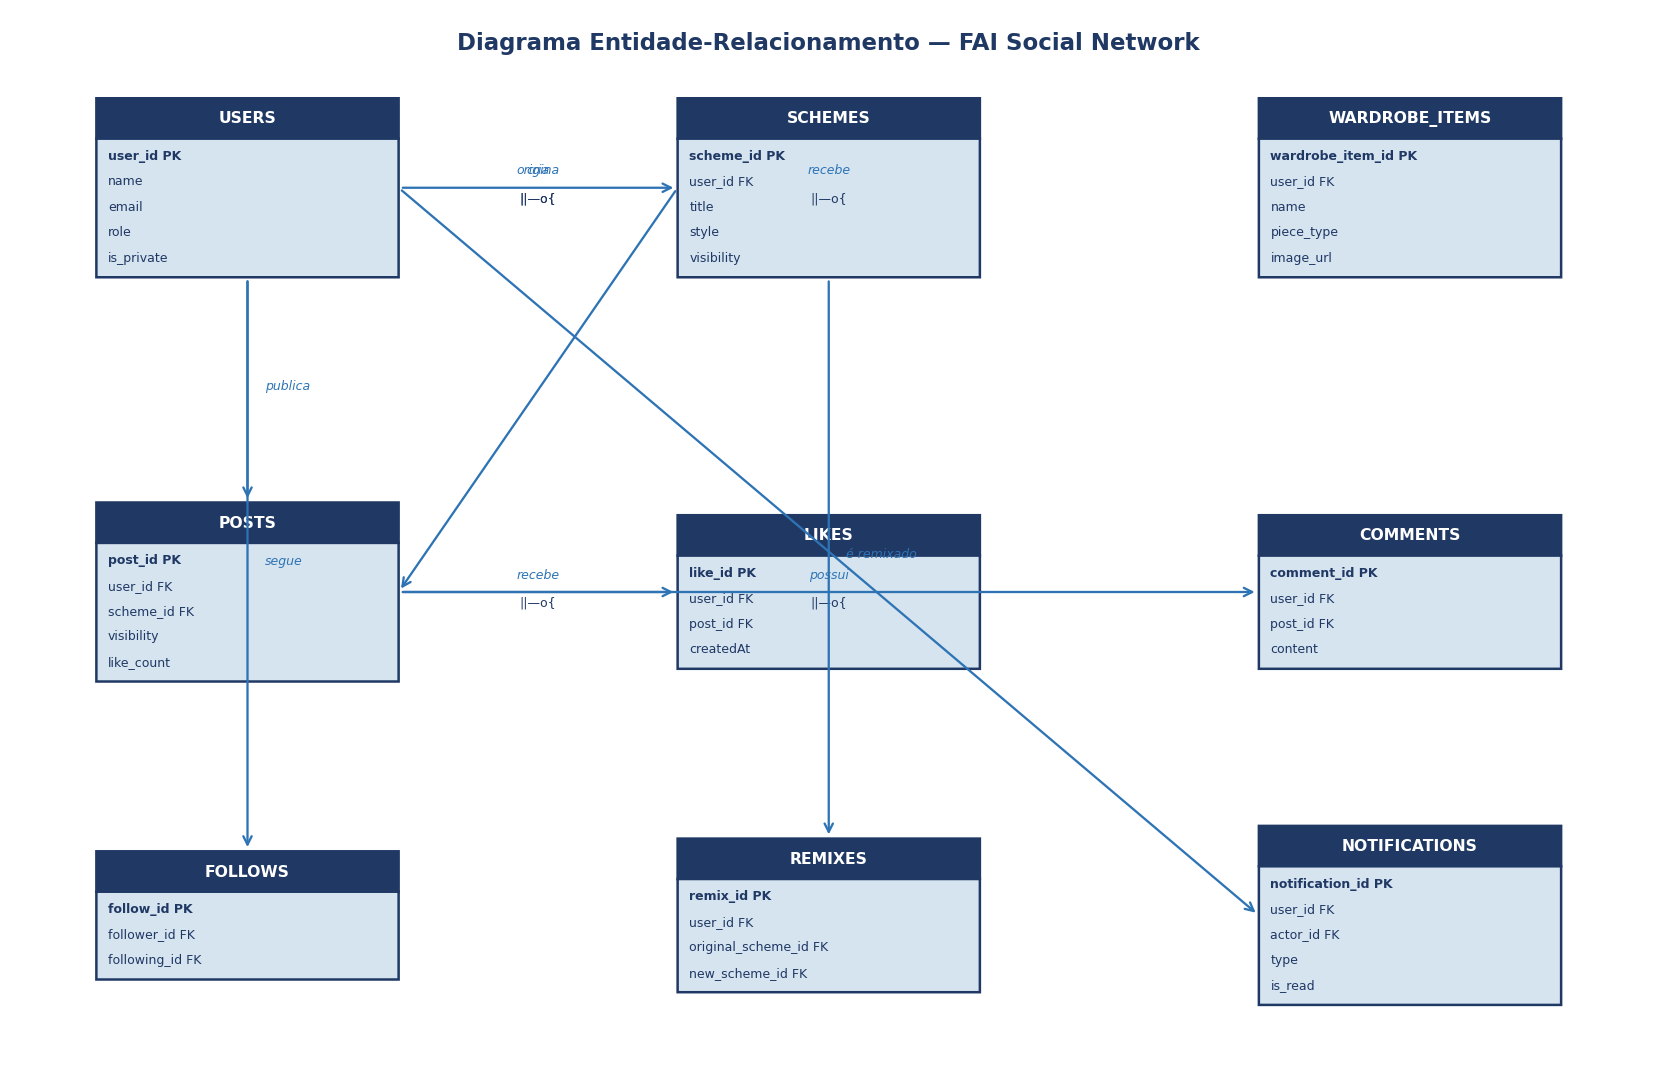 Diagrama Entidade-Relacionamento — FAI Social Network
USERS
user_id PK
name
email
role
is_private
cria
origina
||—o{
SCHEMES
scheme_id PK
user_id FK
title
style
visibility
recebe
||—o{
WARDROBE_ITEMS
wardrobe_item_id PK
user_id FK
name
piece_type
image_url
publica
POSTS
post_id PK
user_id FK
scheme_id FK
visibility
like_count
segue
recebe
||—o{
LIKES
like_id PK
user_id FK
post_id FK
createdAt
é remixado
possui
||—o{
COMMENTS
comment_id PK
user_id FK
post_id FK
content
FOLLOWS
follow_id PK
follower_id FK
following_id FK
REMIXES
remix_id PK
user_id FK
original_scheme_id FK
new_scheme_id FK
NOTIFICATIONS
notification_id PK
user_id FK
actor_id FK
type
is_read